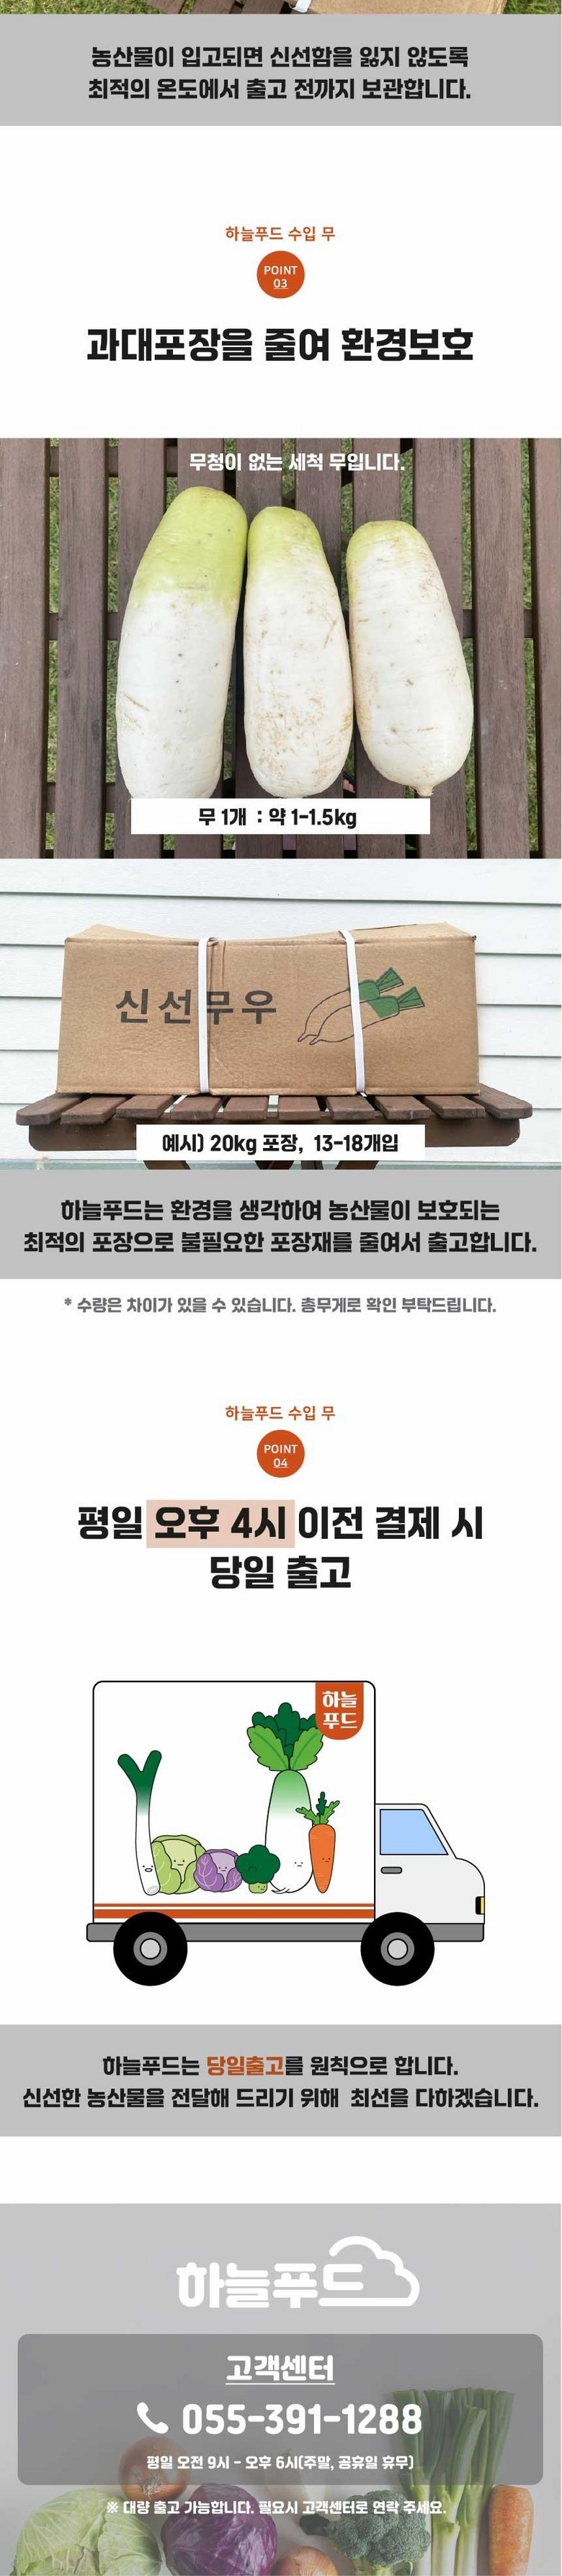 농산물이 입고되면 신선함을 잃지 않도록
최적의 온도에서 출고 전까지 보관합니다.
하늘푸드 수입 무
POINT
03
과대포장을 줄여 환경보호
무청이 없는 세척 무입니다.
무 1개 : 약 1-1.5kg
신선무우
예시) 20kg 포장, 13-18개입
하늘푸드는 환경을 생각하여 농산물이 보호되는
최적의 포장으로 불필요한 포장재를 줄여서 출고합니다.
* 수량은 차이가 있을 수 있습니다. 총무게로 확인 부탁드립니다.
하늘푸드 수입 무
POINT
04
평일 오후 4시 이전 결제 시
당일 출고
하늘
푸드
하늘푸드는 당일출고를 원칙으로 합니다.
신선한 농산물을 전달해 드리기 위해 최선을 다하겠습니다.
하늘푸드
고객센터
055-391-1288
평일 오전 9시 - 오후 6시(주말, 공휴일 휴무)
※ 대량 출고 가능합니다. 필요시 고객센터로 연락 주세요.